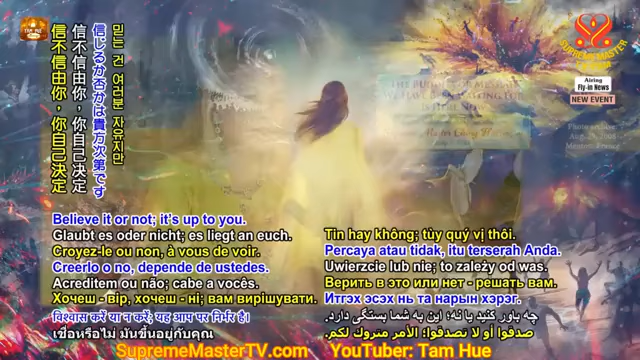 믿는 건 여러분 자유지만
信じるか否かは貴方次第です
信不信由你，你自己决定
信不信由你，你自己決定
SUPREME MASTER
Airing
Fly-in News
NEW EVENT
Believe it or not; it’s up to you.
Glaubt es oder nicht; es liegt an euch.
Croyez-le ou non, à vous de voir.
Creerlo o no, depende de ustedes.
Acreditem ou não; cabe a vocês.
Хочеш - вір, хочеш - ні; вам вирішувати.
विश्वास करें या न करें; यह आप पर निर्भर है।
เชื่อหรือไม่ มันขึ้นอยู่กับคุณ
Tin hay không; tùy quý vị thôi.
Percaya atau tidak, itu terserah Anda.
Uwierzcie lub nie; to zależy od was.
Верить в это или нет - решать вам.
Итгэх эсэх нь та нарын хэрэг.
چه باور کنید یا نه؛ این به شما بستگی دارد.
صدقوا أو لا تصدقوا؛ الأمر متروك لكم.
SupremeMasterTV.com
YouTuber: Tam Hue